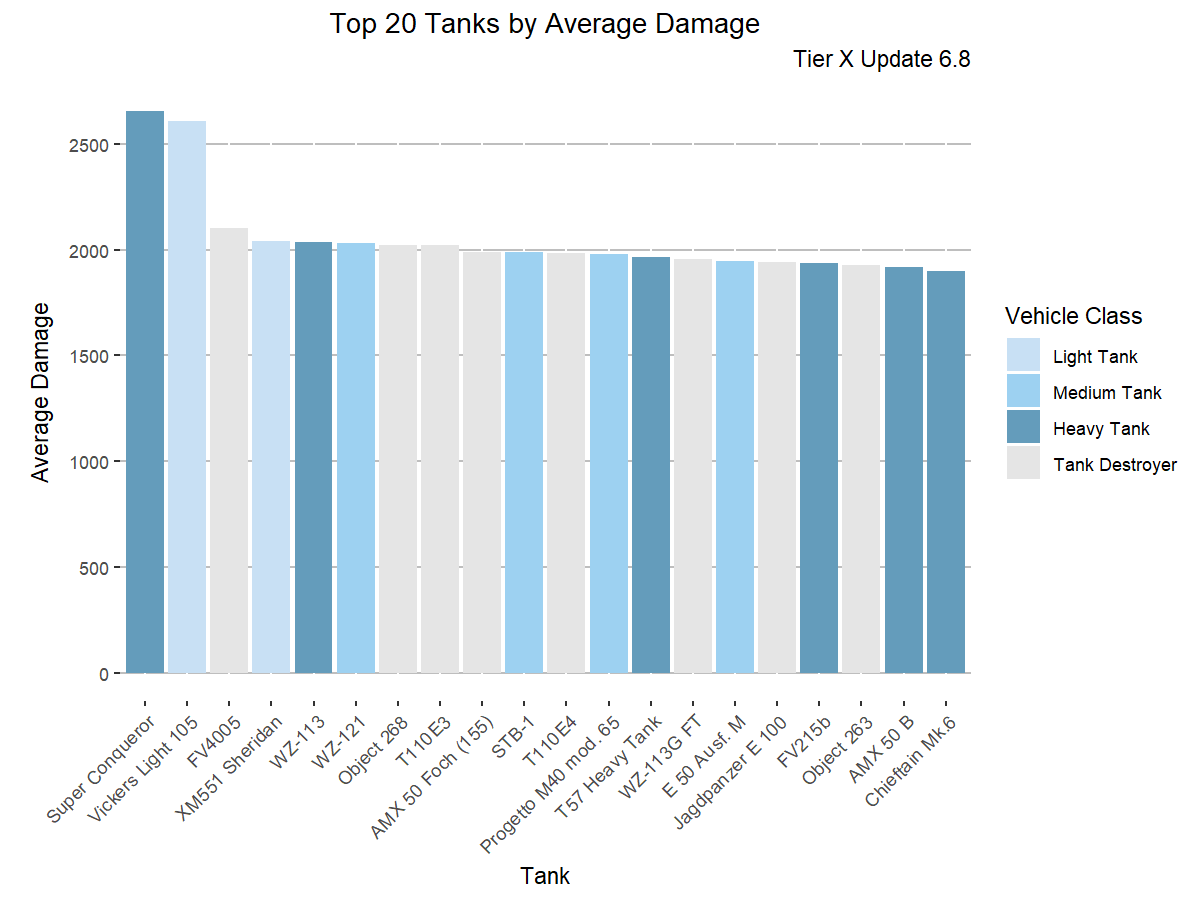 Top 20 Tanks by Average Damage
Tier X Update 6.8
Average Damage
2500
2000
1500
1000
500
0
Super Conqueror
Vickers Light 105
FV4005
XM551 Sheridan
WZ-113
WZ-121
Object 268
T110E3
AMX 50 Foch (155)
STB-1
T110E4
Progetto M40 mod. 65
T57 Heavy Tank
WZ-113G FT
E 50 Ausf. M
Jagdpanzer E 100
FV215b
Object 263
AMX 50 B
Chieftain Mk.6
Tank
Vehicle Class
Light Tank
Medium Tank
Heavy Tank
Tank Destroyer